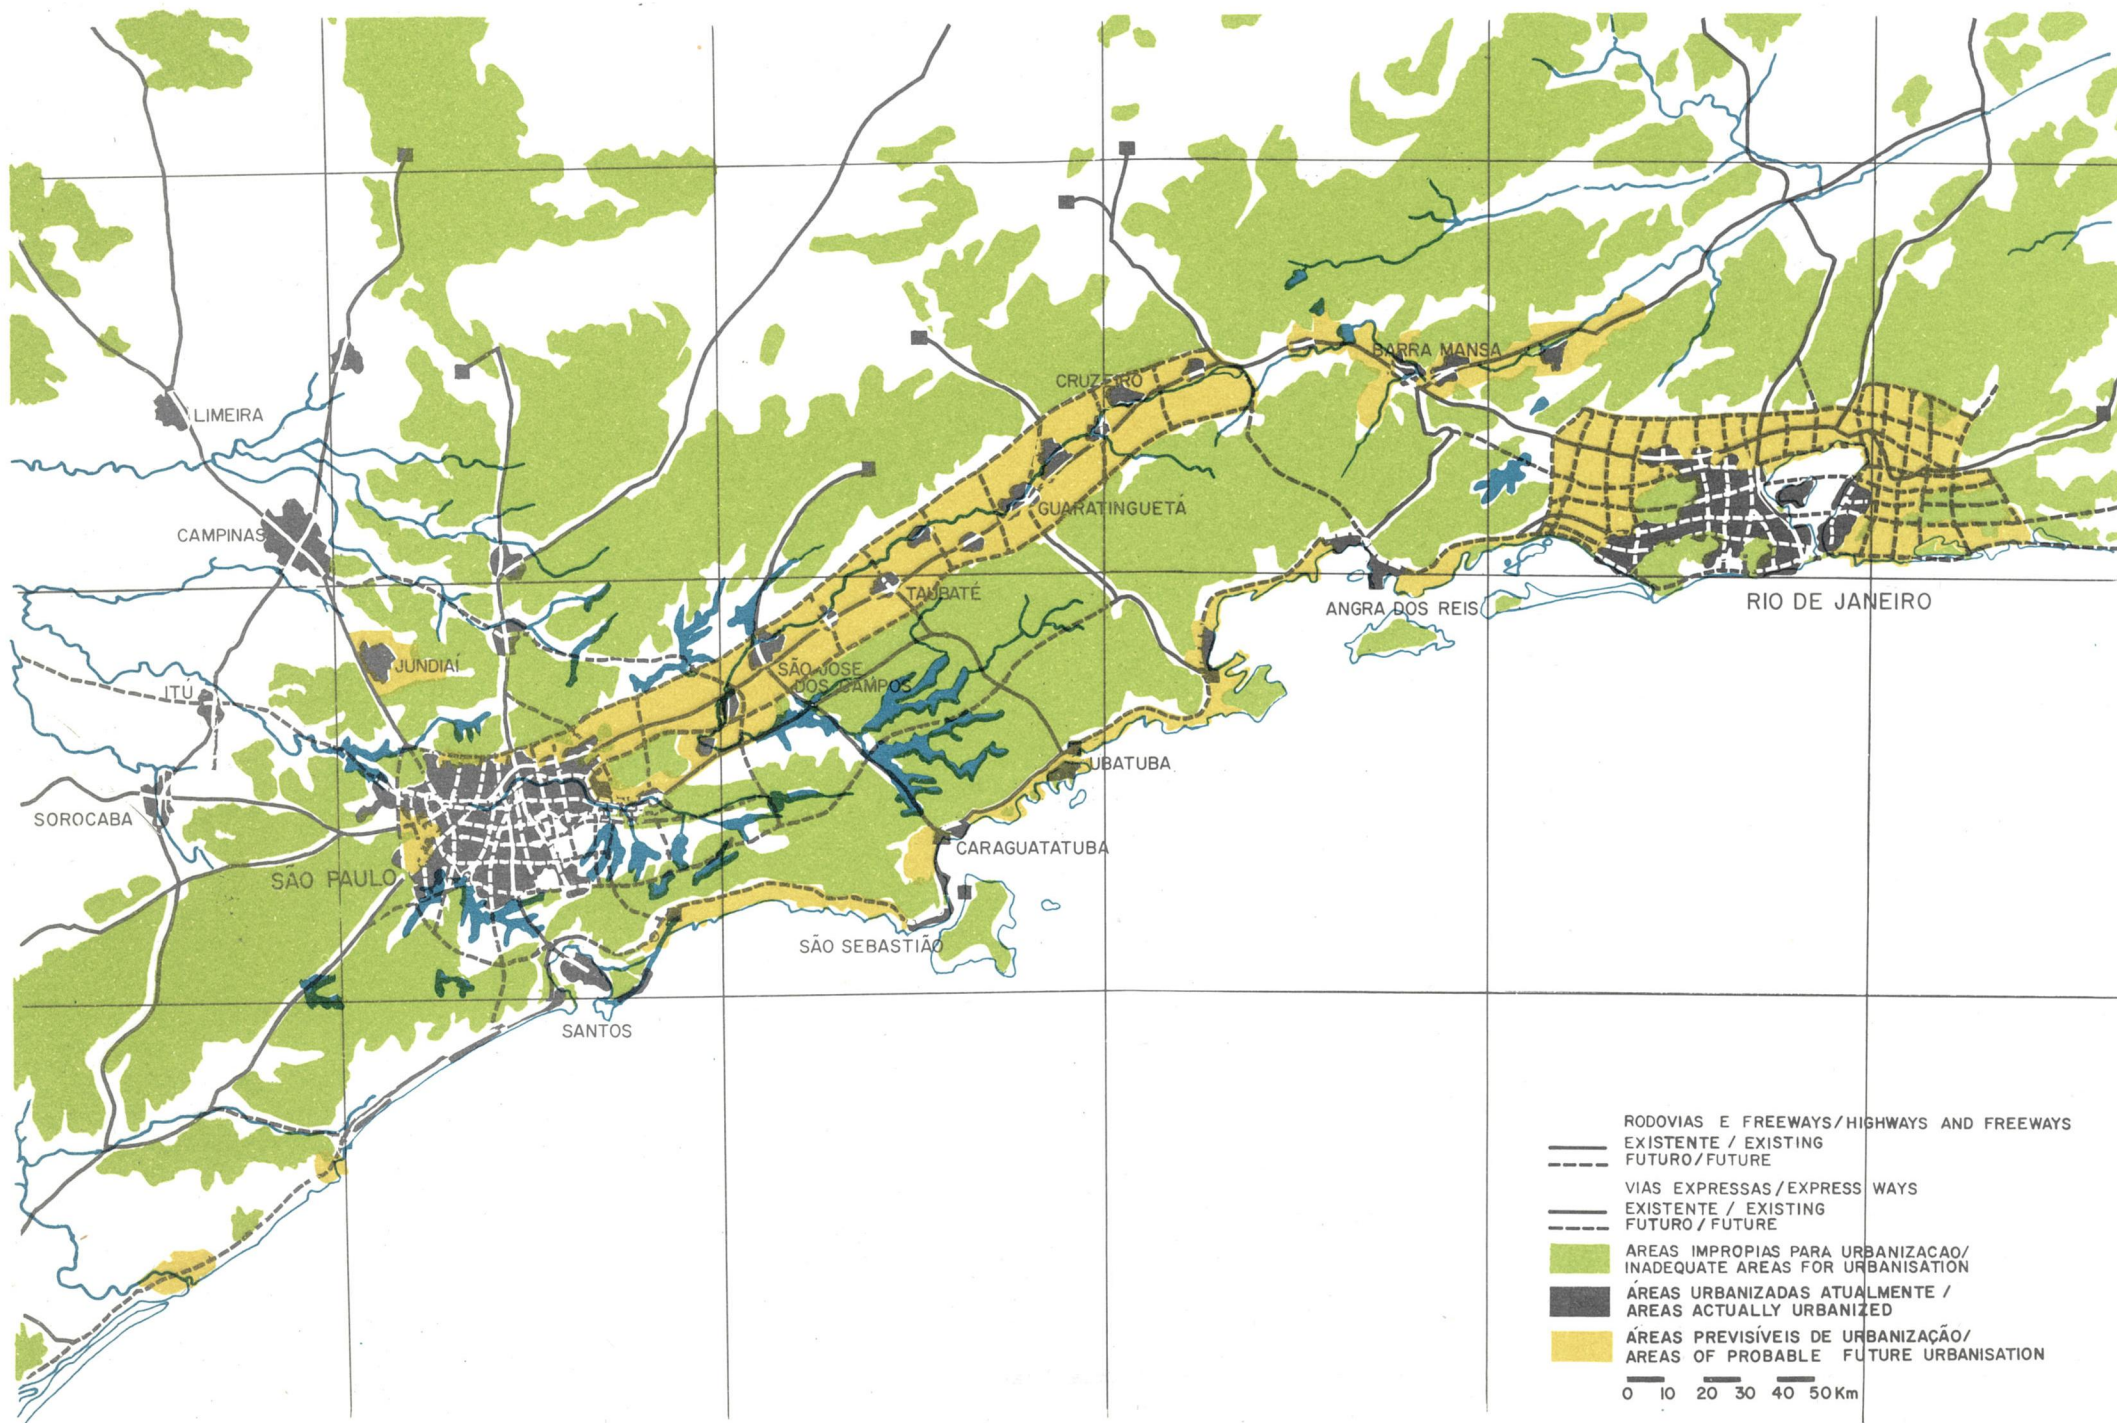 CRUZEIRO
BARRA MANSA
LIMEIRA
GUARATINGUETÁ
CAMPINAS
TAUBATÉ
ANGRA DOS REIS
RIO DE JANEIRO
JUNDIAÍ
SÃO JOSE
DOS CAMPOS
ITÚ
UBATUBA
SOROCABA
CARAGUATATUBA
SÃO PAULO
SÃO SEBASTIÃO
SANTOS
RODOVIAS E FREEWAYS/HIGHWAYS AND FREEWAYS
EXISTENTE / EXISTING
FUTURO/FUTURE
VIAS EXPRESSAS/EXPRESS WAYS
EXISTENTE / EXISTING
FUTURO/FUTURE
AREAS IMPROPIAS PARA URBANIZACAO/
INADEQUATE AREAS FOR URBANISATION
ÁREAS URBANIZADAS ATUALMENTE /
AREAS ACTUALLY URBANIZED
ÁREAS PREVISÍVEIS DE URBANIZAÇÃO/
AREAS OF PROBABLE FUTURE URBANISATION
0 10 20 30 40 50 Km